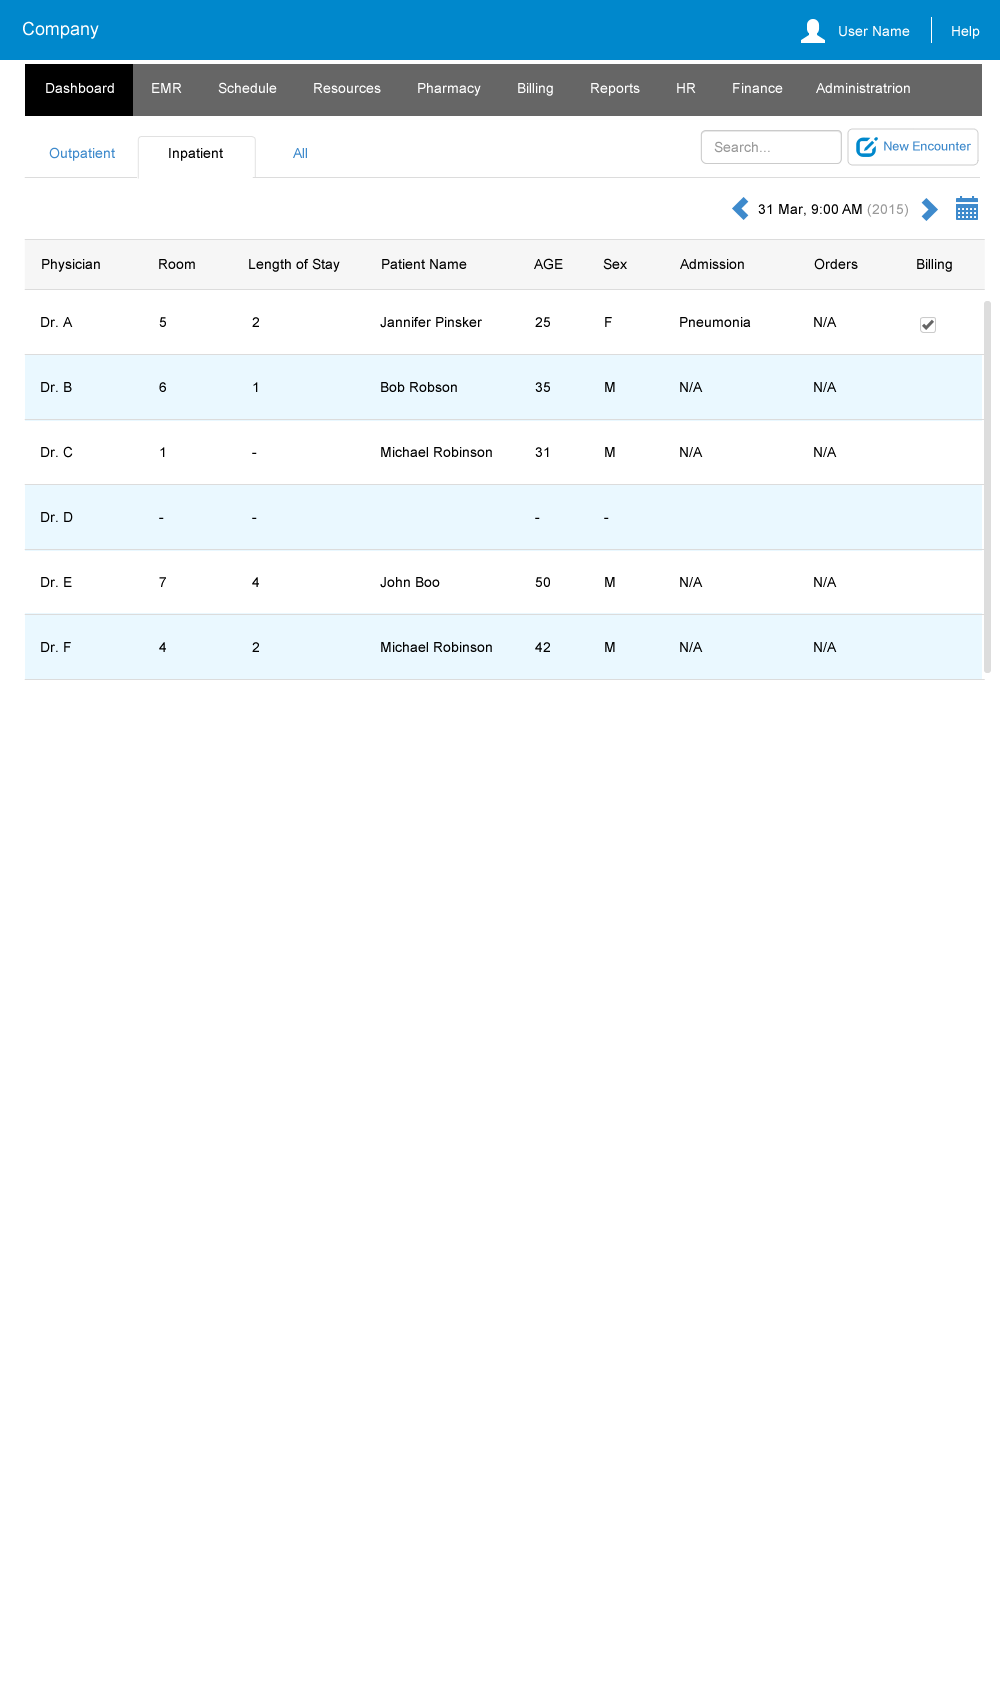 Company User Name Help
Dashboard EMR Schedule Resources Pharmacy Billing Reports HR Finance Administratrion
Outpatient Inpatient All Search... New Encounter
31 Mar, 9:00 AM (2015)
Physician Room Length of Stay Patient Name AGE Sex Admission Orders Billing
Dr. A 5 2 Jannifer Pinsker 25 F Pneumonia N/A
Dr. B 6 1 Bob Robson 35 M N/A N/A
Dr. C 1 - Michael Robinson 31 M N/A N/A
Dr. D - - - -
Dr. E 7 4 John Boo 50 M N/A N/A
Dr. F 4 2 Michael Robinson 42 M N/A N/A